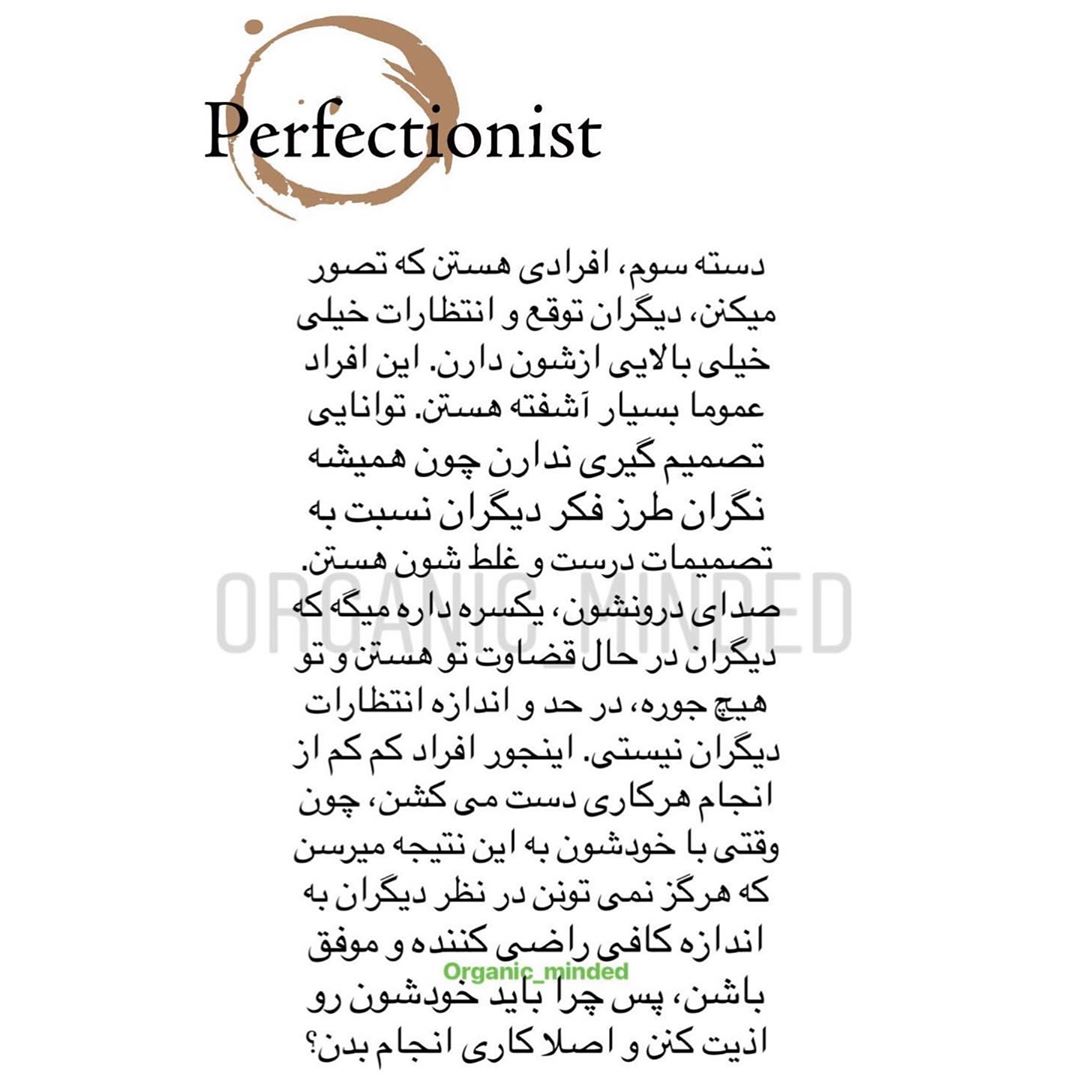 Perfectionist
دسته سوم، افرادی هستن که تصور
میکنن، دیگران توقع و انتظارات خیلی
خیلی بالایی ازشون دارن. این افراد
عموما بسیار آشفته هستن. توانایی
تصمیم گیری ندارن چون همیشه
نگران طرز فکر دیگران نسبت به
تصمیمات درست و غلط شون هستن.
ORGANIC_MINDED
صدای درونشون، یکسره داره میگه که
دیگران در حال قضاوت تو هستن و تو
هیچ جوره، در حد و اندازه انتظارات
دیگران نیستی. اینجور افراد کم کم از
انجام هرکاری دست می کشن، چون
وقتی با خودشون به این نتیجه میرسن
که هرگز نمی تونن در نظر دیگران به
اندازه کافی راضی کننده و موفق
Organic_minded
باشن، پس چرا باید خودشون رو
اذیت کنن و اصلا کاری انجام بدن؟